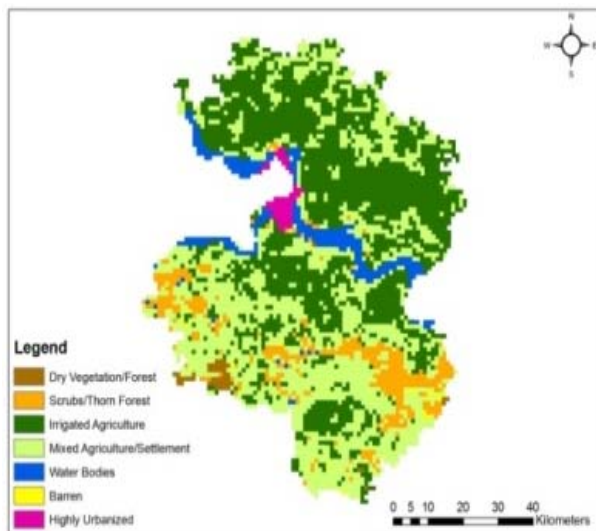 N
W E
S
Legend
Dry Vegetation/Forest
Scrubs/Thorn Forest
Irrigated Agriculture
Mixed Agriculture/Settlement
Water Bodies
Barren
Highly Urbanized
0 5 10 20 30 40
Kilometers